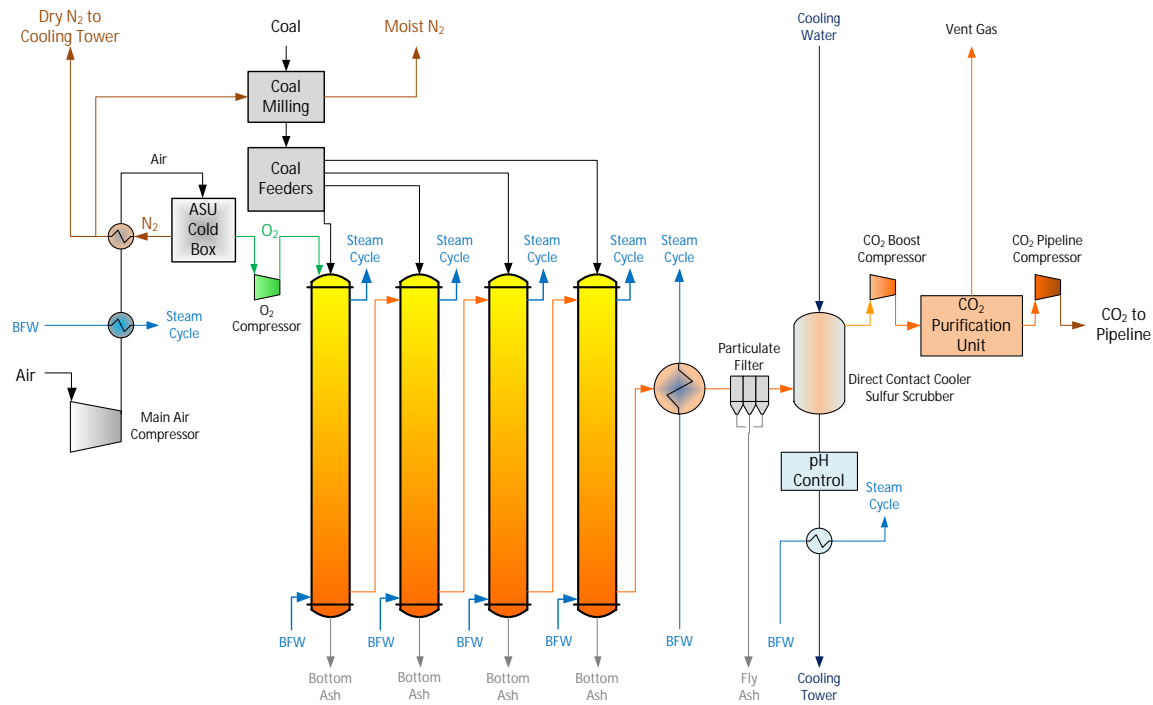 Dry N₂ to
Cooling Tower
Coal
Moist N₂
Cooling
Water
Vent Gas
Coal
Milling
Air
Coal
Feeders
N₂
ASU
Cold
Box
O₂
O₂
Compressor
Steam
Cycle
Steam
Cycle
Steam
Cycle
Steam
Cycle
Steam
Cycle
CO₂ Boost
Compressor
CO₂ Pipeline
Compressor
BFW
Steam
Cycle
CO₂
Purification
Unit
CO₂ to
Pipeline
Air
Main Air
Compressor
Particulate
Filter
Direct Contact Cooler
Sulfur Scrubber
pH
Control
Steam
Cycle
BFW
BFW
BFW
BFW
BFW
BFW
Bottom
Ash
Bottom
Ash
Bottom
Ash
Bottom
Ash
Fly
Ash
Cooling
Tower